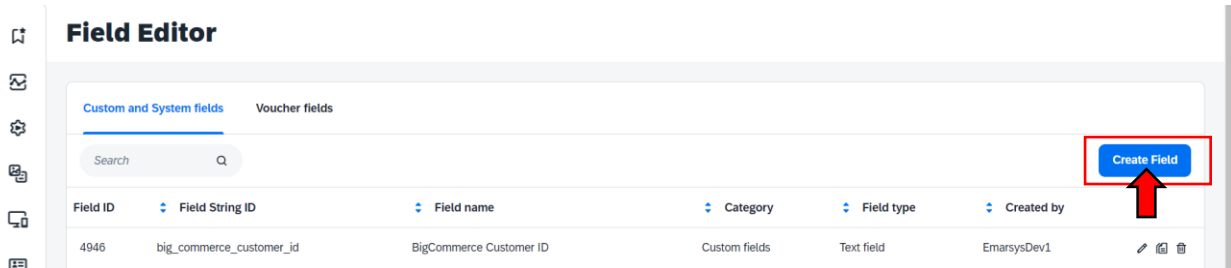 Field Editor
Custom and System fields Voucher fields
Search
Create Field
Field ID Field String ID Field name Category Field type Created by
4946 big_commerce_customer_id BigCommerce Customer ID Custom fields Text field EmarsysDev1